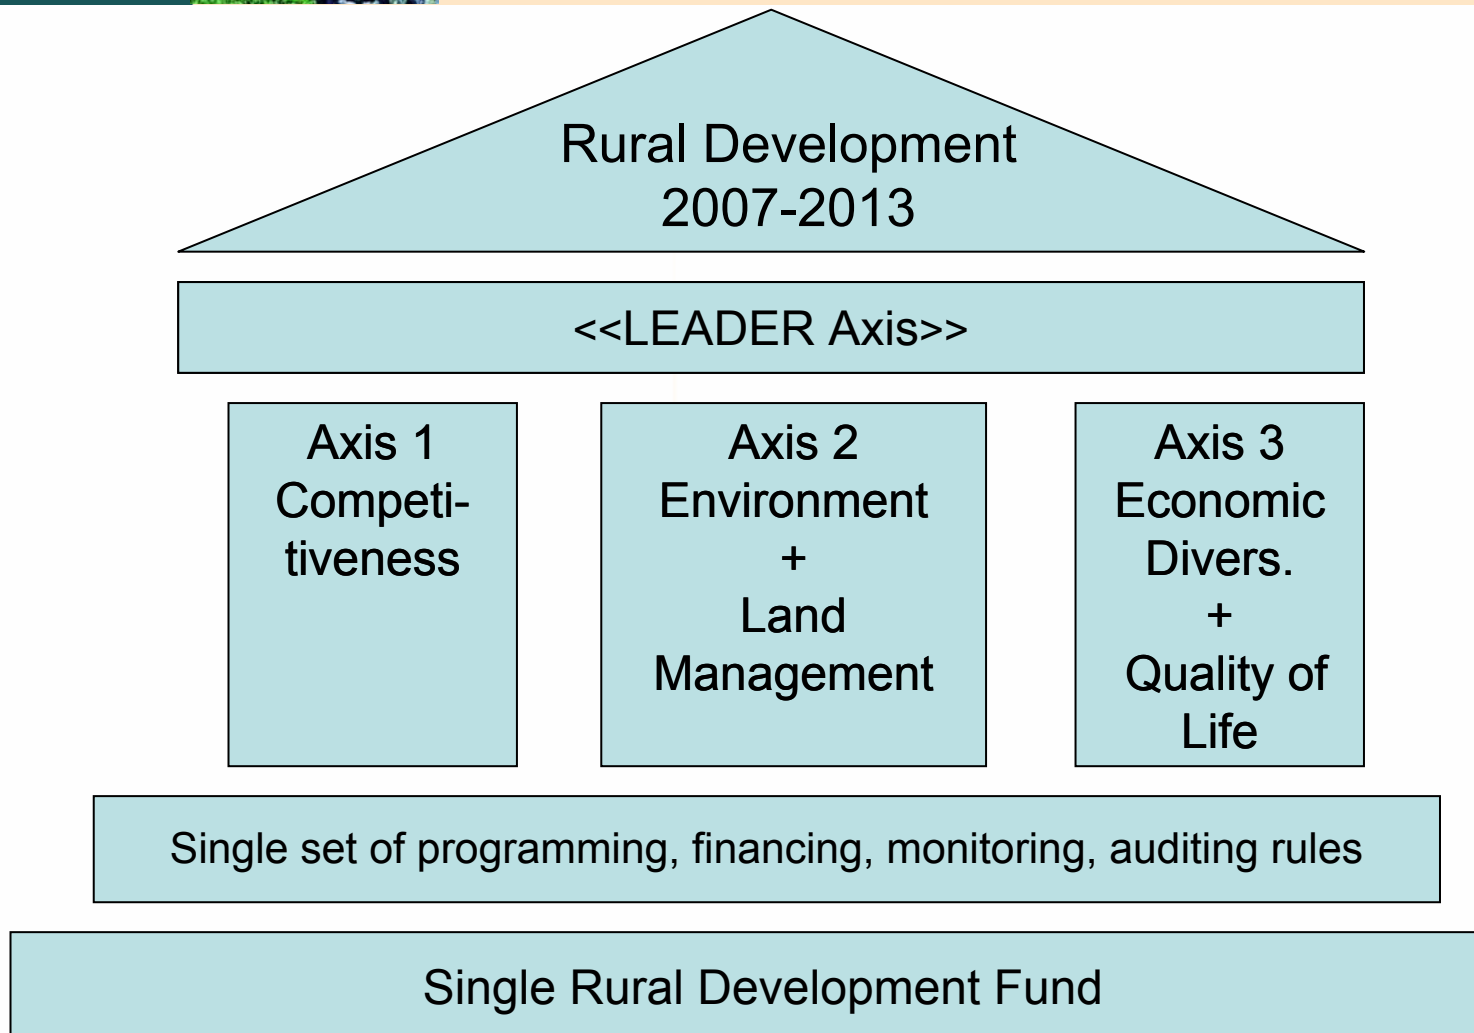 Rural Development
2007-2013
<<LEADER Axis>>
Axis 1
Competi-
tiveness
Axis 2
Environment
+
Land
Management
Axis 3
Economic
Divers.
+
Quality of
Life
Single set of programming, financing, monitoring, auditing rules
Single Rural Development Fund